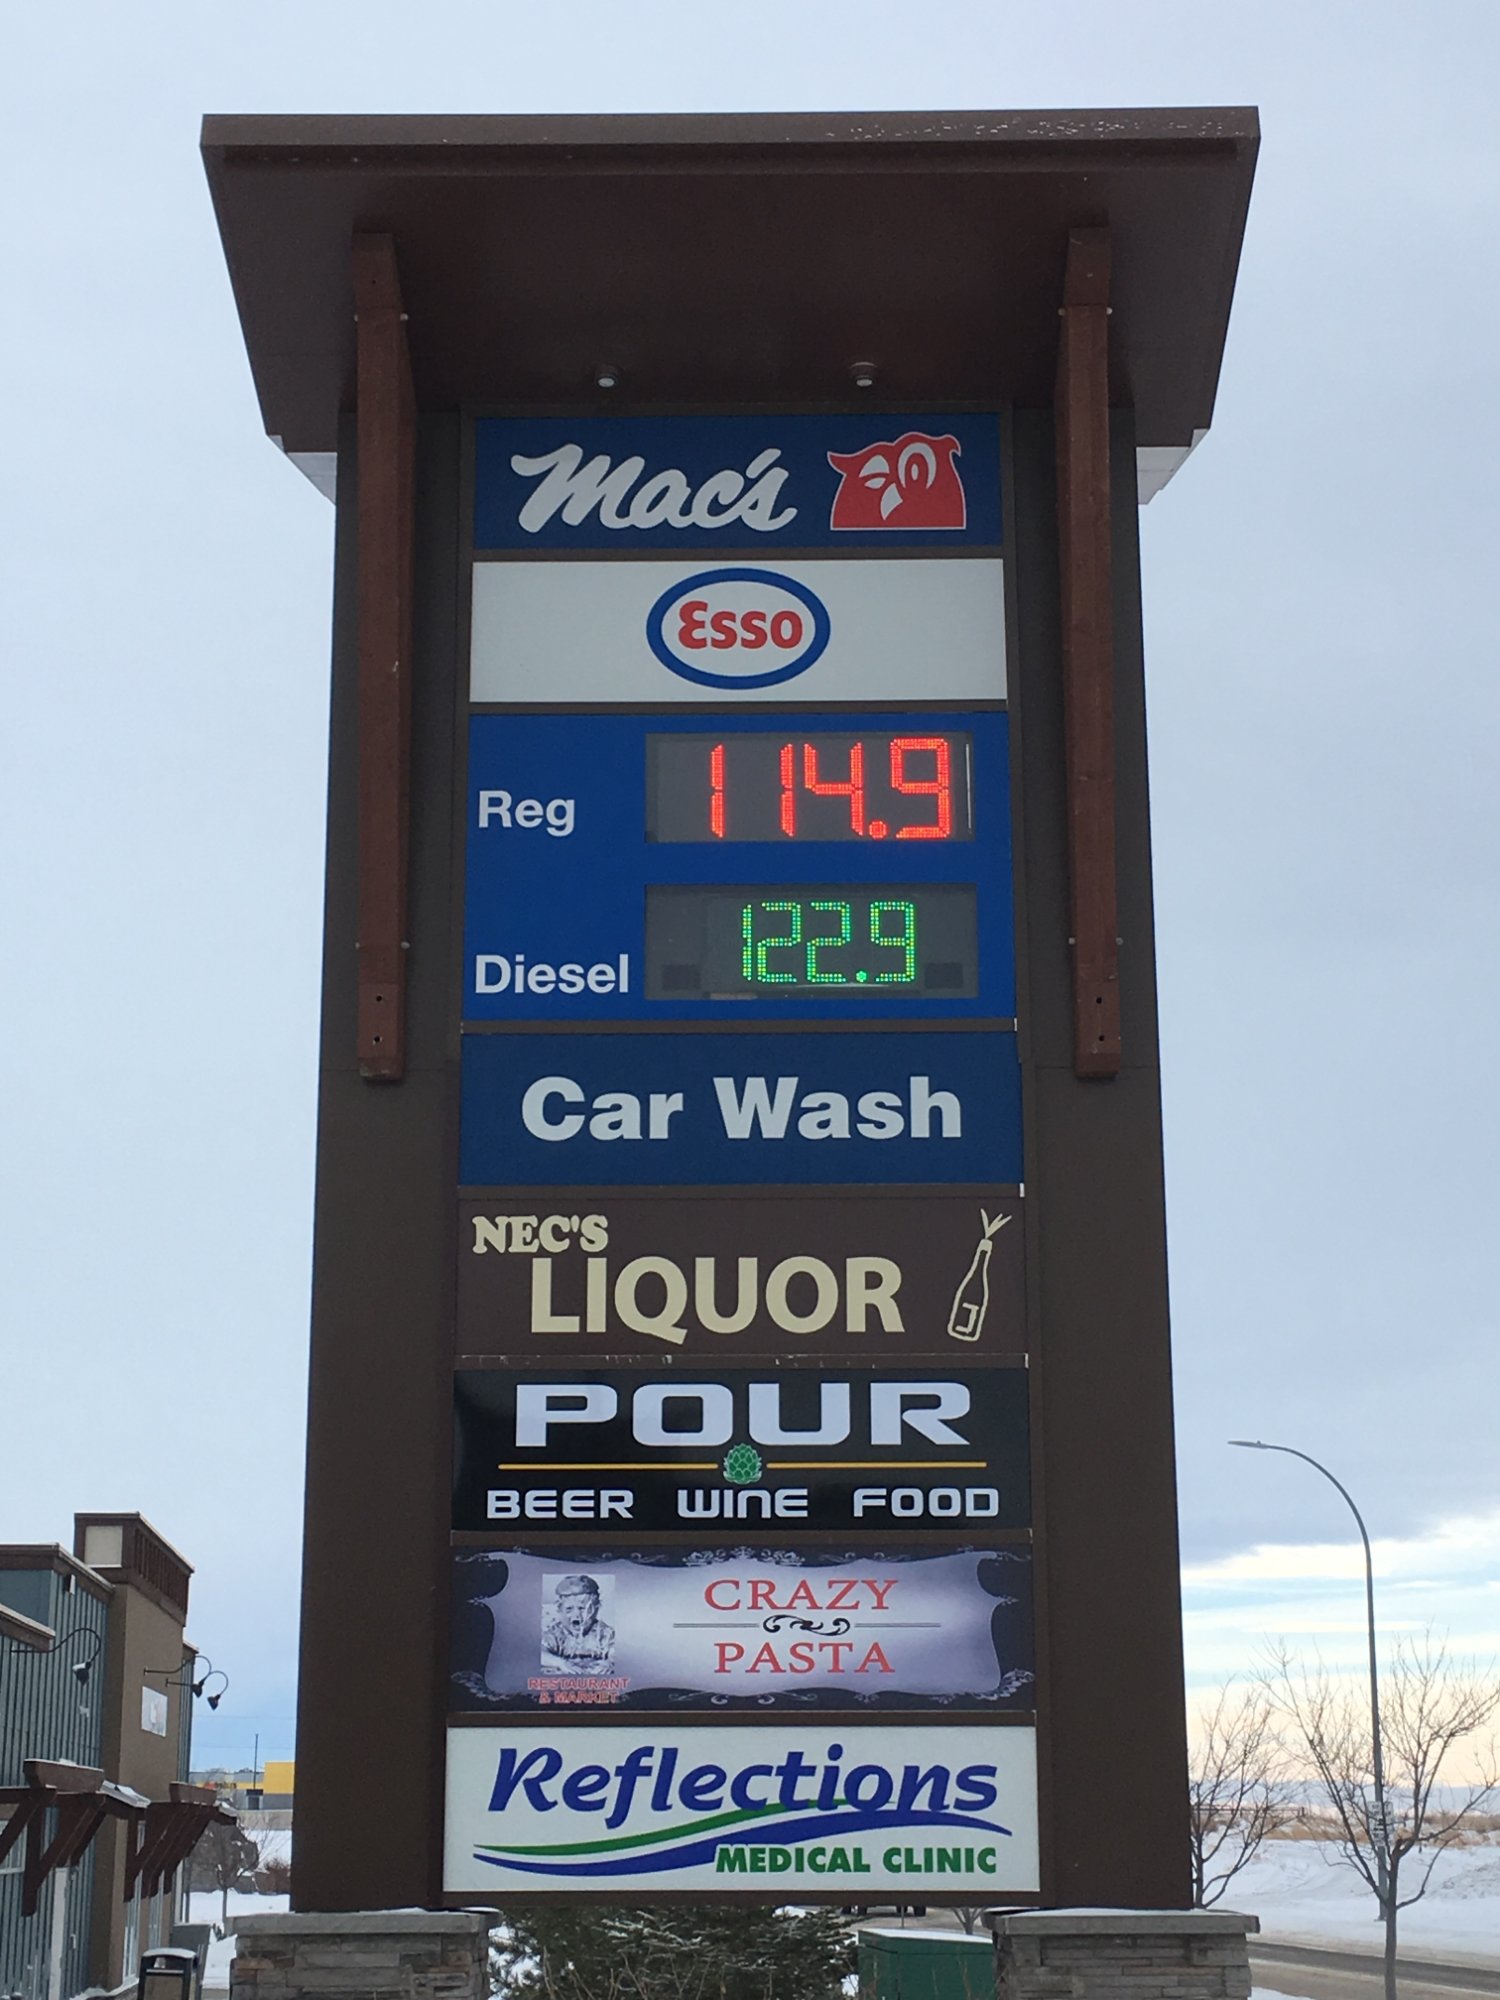 Mac's
Esso
Reg 114.9
Diesel 122.9
Car Wash
NEC'S
LIQUOR
J
POUR
BEER WINE FOOD
CRAZY
PASTA
RESTAURANT
& MARKET
Reflections
MEDICAL CLINIC